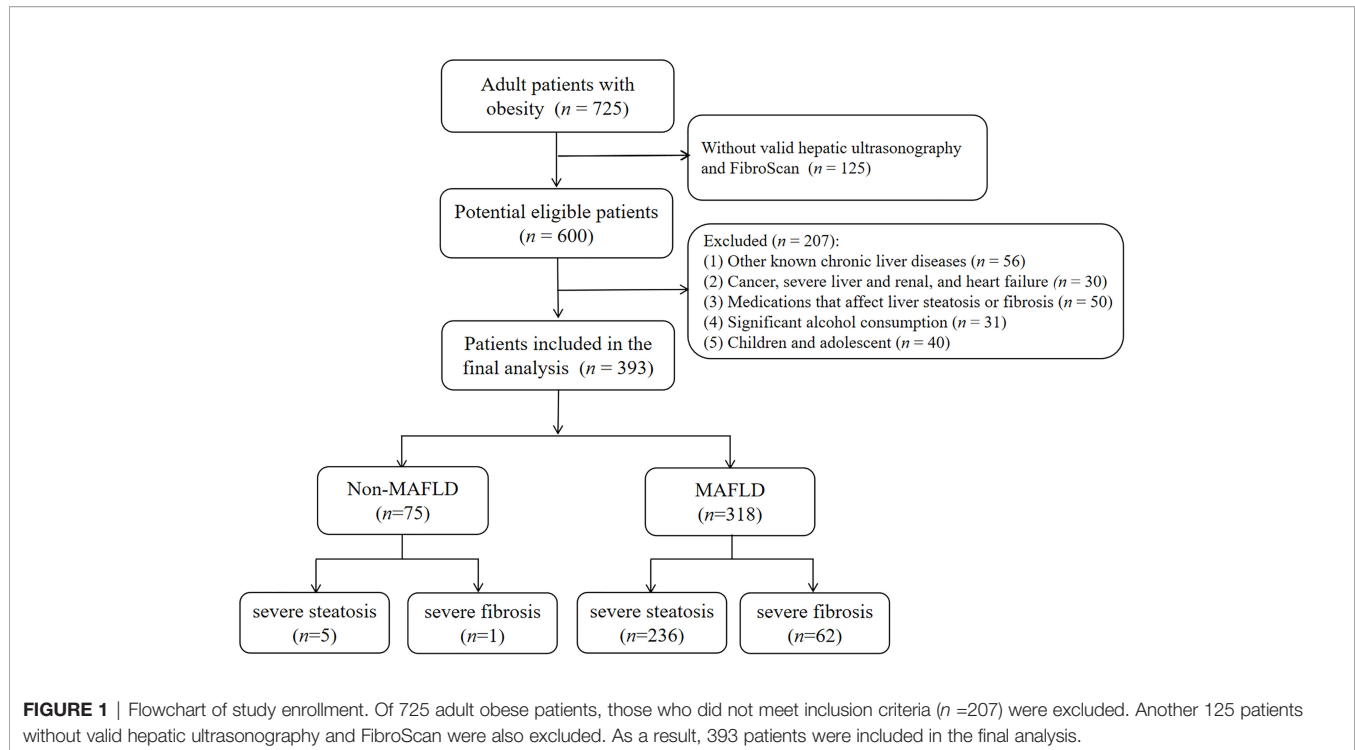 Adult patients with
obesity (n = 725)
Without valid hepatic ultrasonography
and FibroScan (n = 125)
Potential eligible patients
(n = 600)
Excluded (n = 207):
(1) Other known chronic liver diseases (n = 56)
(2) Cancer, severe liver and renal, and heart failure (n = 30)
(3) Medications that affect liver steatosis or fibrosis (n = 50)
(4) Significant alcohol consumption (n = 31)
(5) Children and adolescent (n = 40)
Patients included in the
final analysis (n = 393)
Non-MAFLD
(n=75)
MAFLD
(n=318)
severe steatosis
(n=5)
severe fibrosis
(n=1)
severe steatosis
(n=236)
severe fibrosis
(n=62)
FIGURE 1 | Flowchart of study enrollment. Of 725 adult obese patients, those who did not meet inclusion criteria (n =207) were excluded. Another 125 patients
without valid hepatic ultrasonography and FibroScan were also excluded. As a result, 393 patients were included in the final analysis.